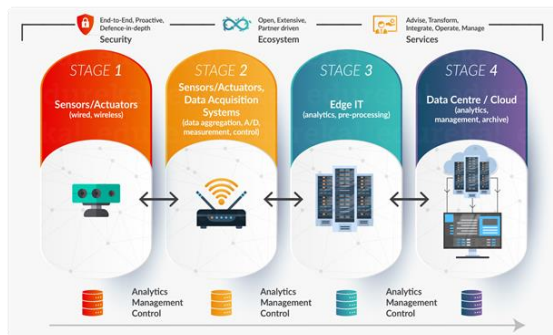 End-to-End, Proactive,
Defence-in-depth
Security
Open, Extensive,
Partner driven
Ecosystem
Advise, Transform,
Integrate, Operate, Manage
Services
STAGE 1
Sensors/Actuators
(wired, wireless)
STAGE 2
Sensors/Actuators,
Data Acquisition
Systems
(data aggregation, A/D,
measurement, control)
STAGE 3
Edge IT
(analytics, pre-processing)
STAGE 4
Data Centre / Cloud
(analytics,
management, archive)
Analytics
Management
Control
Analytics
Management
Control
Analytics
Management
Control